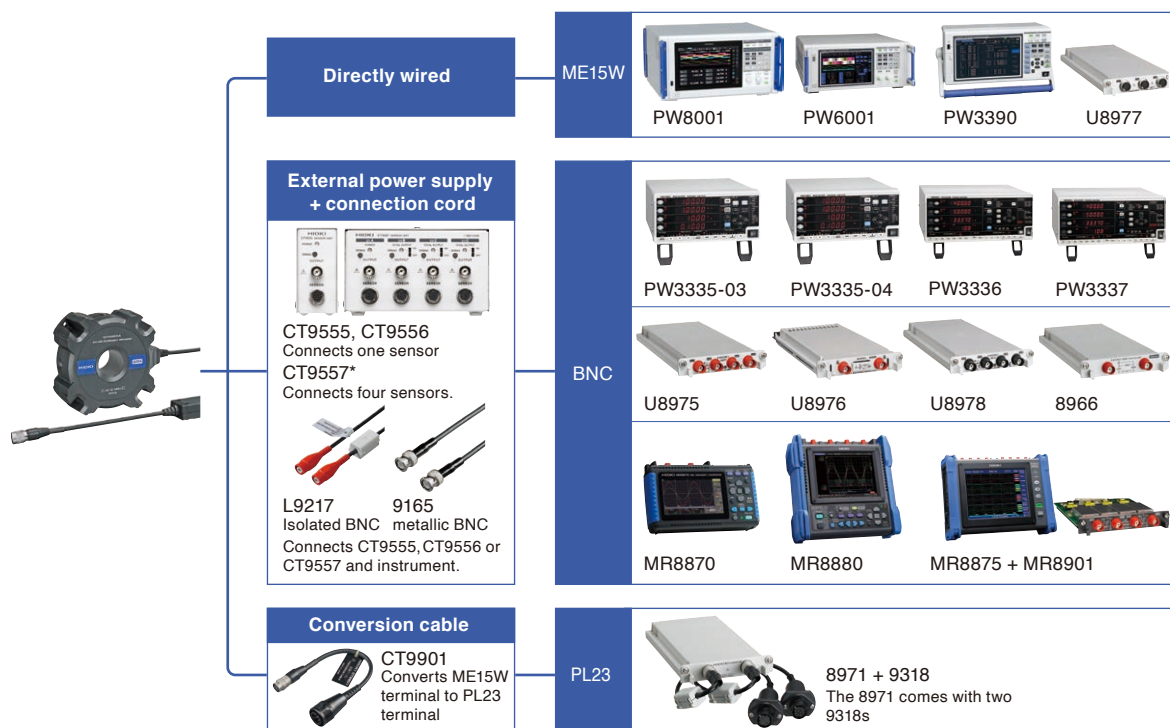 Directly wired
ME15W
PW8001
PW6001
PW3390
U8977
External power supply
+ connection cord
HIOKI
CT9555, CT9556
Connects one sensor
CT9557*
Connects four sensors.
L9217
Isolated BNC
9165
metallic BNC
Connects CT9555, CT9556 or
CT9557 and instrument.
BNC
PW3335-03
PW3335-04
PW3336
PW3337
U8975
U8976
U8978
8966
MR8870
MR8880
MR8875 + MR8901
Conversion cable
CT9901
Converts ME15W
terminal to PL23
terminal
PL23
8971 + 9318
The 8971 comes with two
9318s